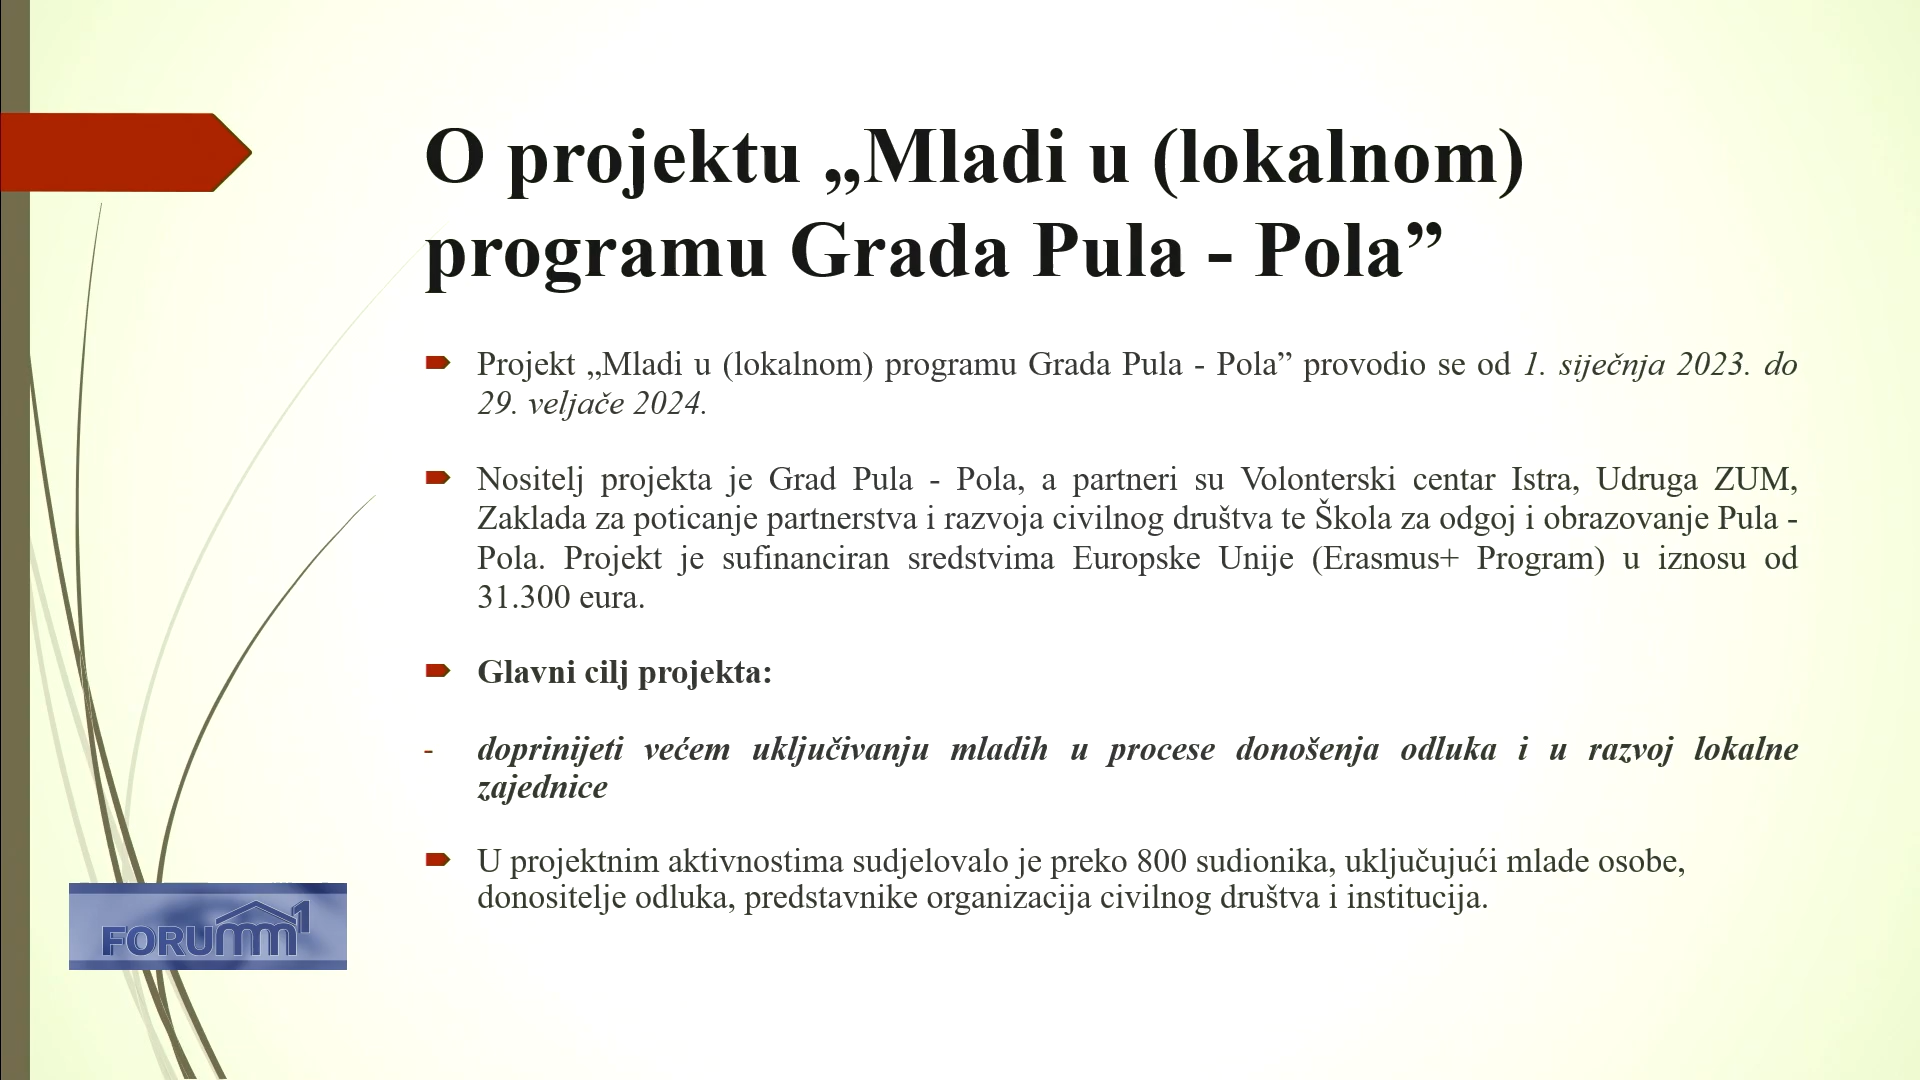 O projektu „Mladi u (lokalnom)
programu Grada Pula - Pola”
Projekt „Mladi u (lokalnom) programu Grada Pula - Pola” provodio se od 1. siječnja 2023. do
29. veljače 2024.
Nositelj projekta je Grad Pula - Pola, a partneri su Volonterski centar Istra, Udruga ZUM,
Zaklada za poticanje partnerstva i razvoja civilnog društva te Škola za odgoj i obrazovanje Pula -
Pola. Projekt je sufinanciran sredstvima Europske Unije (Erasmus+ Program) u iznosu od
31.300 eura.
Glavni cilj projekta:
- doprinijeti većem uključivanju mladih u procese donošenja odluka i u razvoj lokalne
zajednice
U projektnim aktivnostima sudjelovalo je preko 800 sudionika, uključujući mlade osobe,
donositelje odluka, predstavnike organizacija civilnog društva i institucija.
FORUM 1